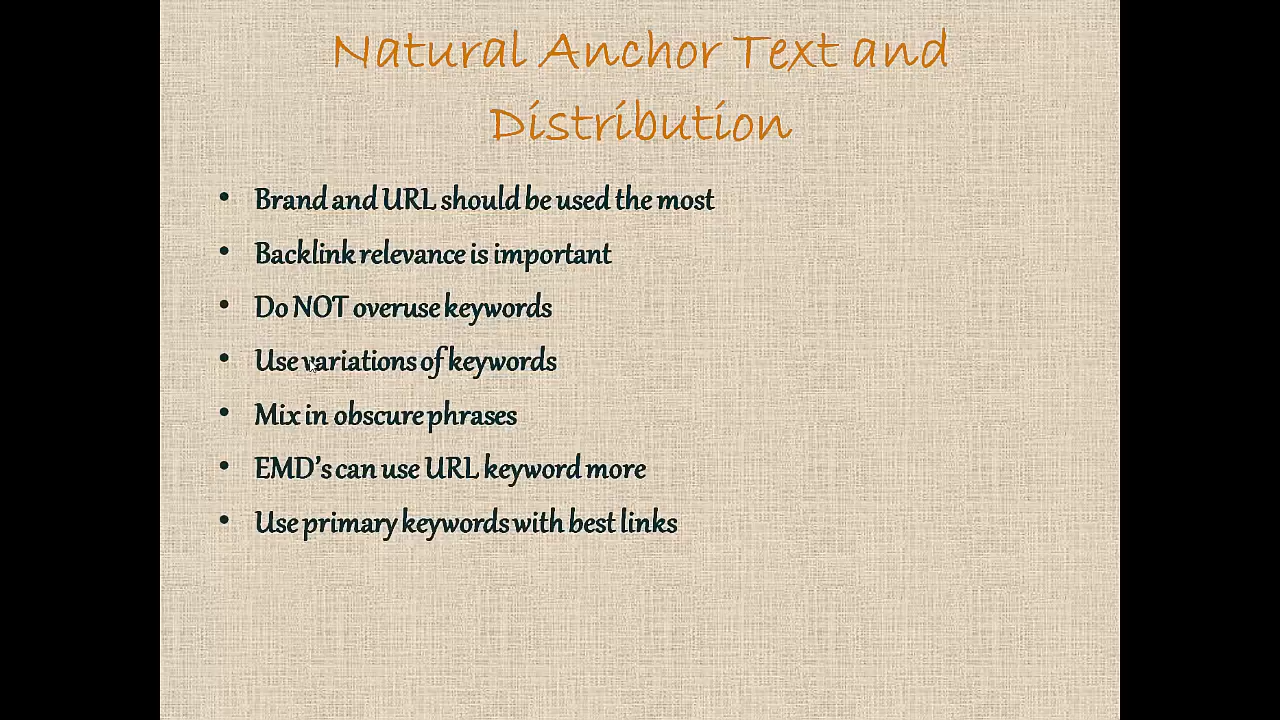 Natural Anchor Text and
Distribution
• Brand and URL should be used the most
• Backlink relevance is important
• Do NOT overuse keywords
• Use variations of keywords
• Mix in obscure phrases
• EMD’s can use URL keyword more
• Use primary keywords with best links